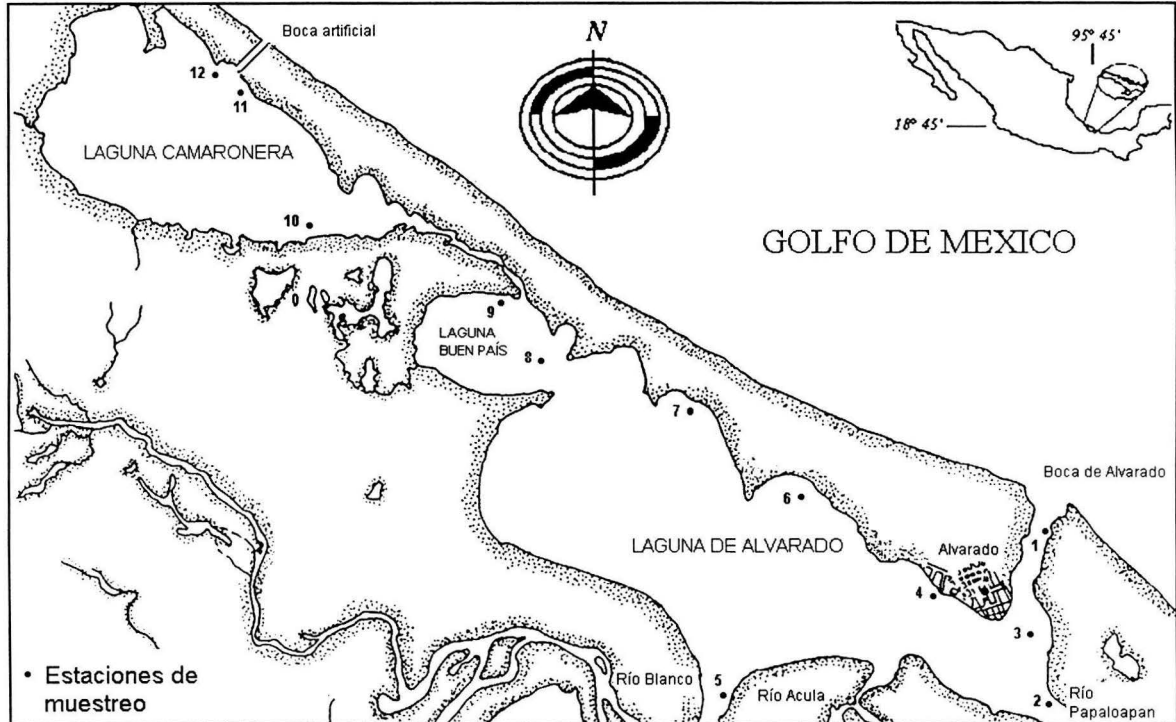 Boca artificial
N
95° 45'
18° 45'
12
11
LAGUNA CAMARONERA
10
GOLFO DE MEXICO
9
LAGUNA
BUEN PAÍS
8
7
6
Boca de Alvarado
1
LAGUNA DE ALVARADO
Alvarado
4
3
• Estaciones de
muestreo
Río Blanco
5
Río Acula
2
Río
Papaloapan